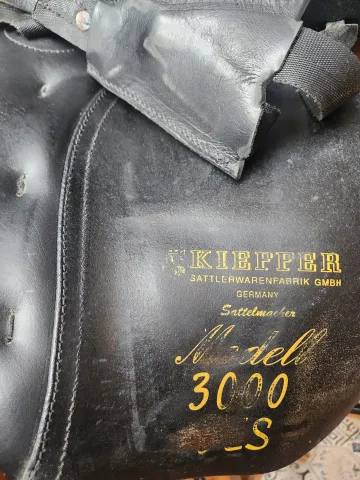 KIEFFER
SATTLERWARENFABRIK GMBH
GERMANY
Sattelmacher
Modell
3000